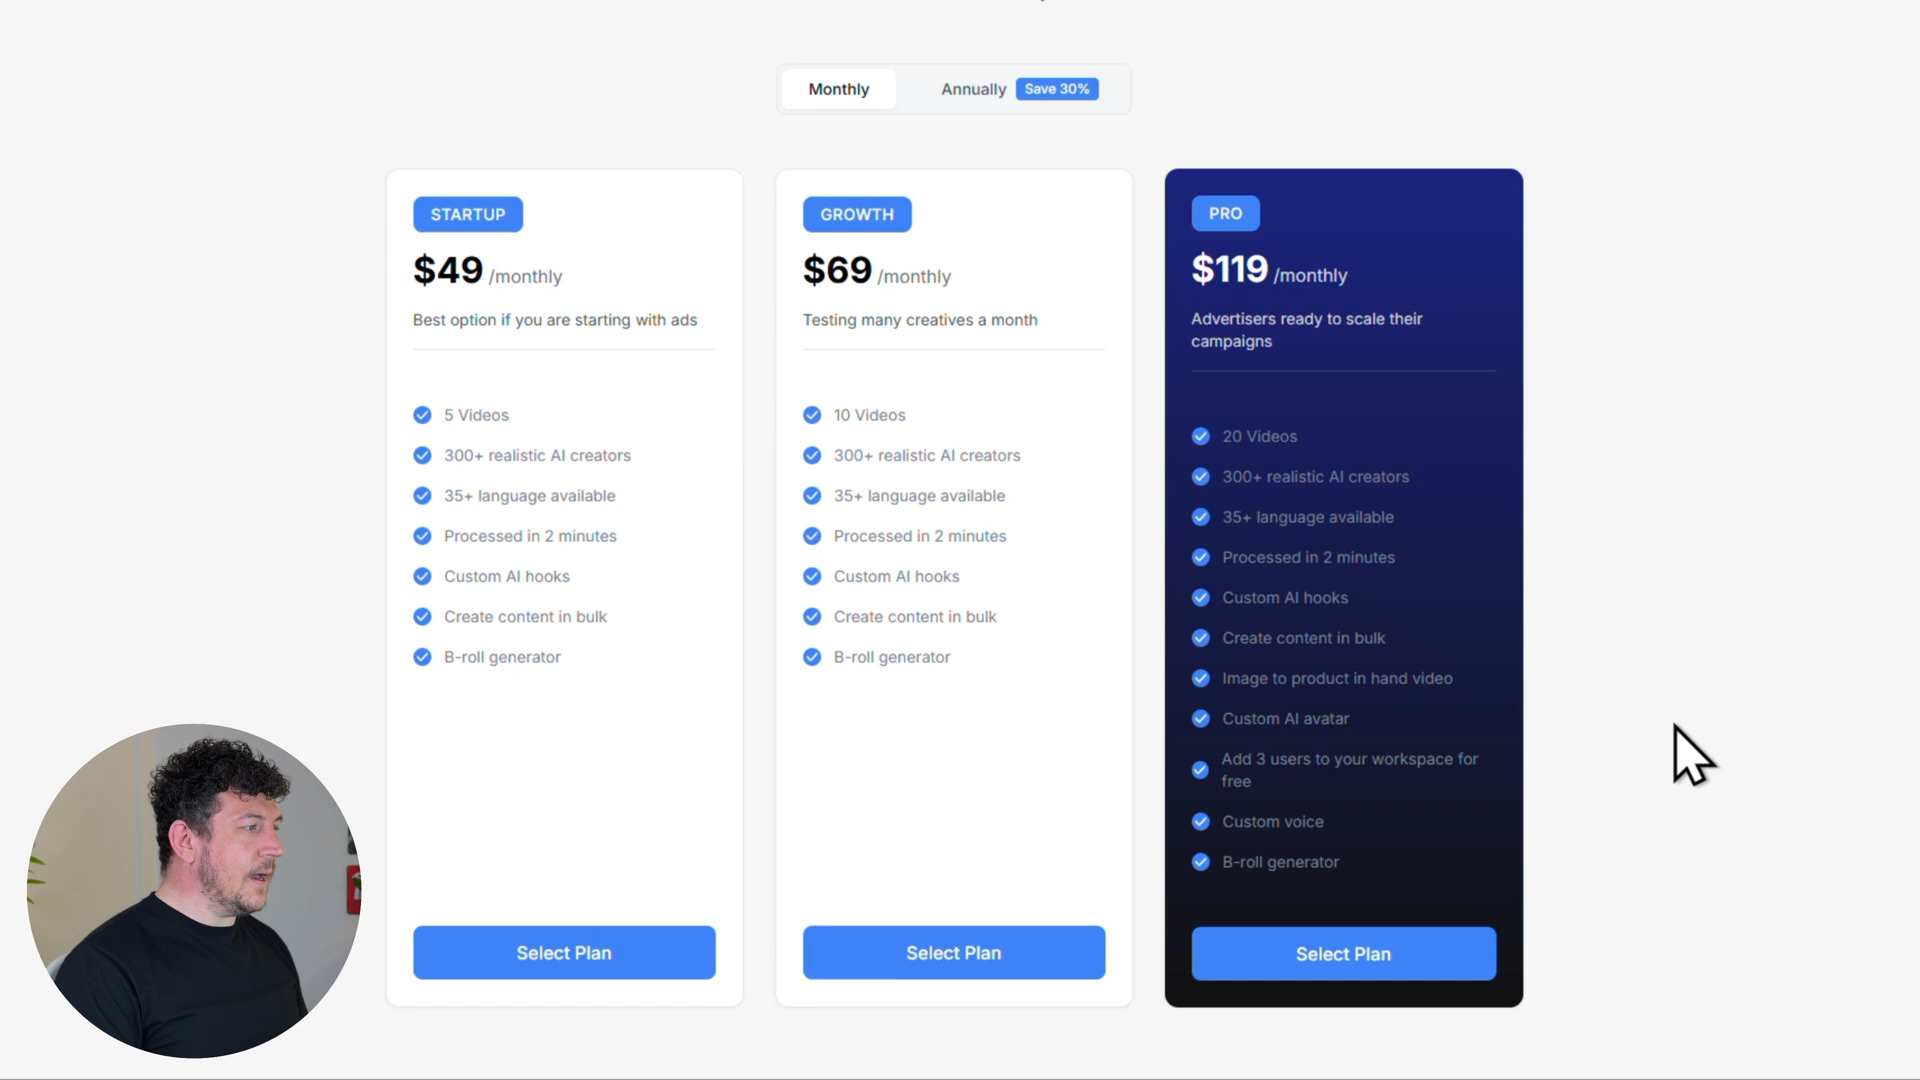 Monthly
Annually Save 30%
STARTUP
$49 /monthly
Best option if you are starting with ads
5 Videos
300+ realistic AI creators
35+ language available
Processed in 2 minutes
Custom AI hooks
Create content in bulk
B-roll generator
Select Plan
GROWTH
$69 /monthly
Testing many creatives a month
10 Videos
300+ realistic AI creators
35+ language available
Processed in 2 minutes
Custom AI hooks
Create content in bulk
B-roll generator
Select Plan
PRO
$119 /monthly
Advertisers ready to scale their
campaigns
20 Videos
300+ realistic AI creators
35+ language available
Processed in 2 minutes
Custom AI hooks
Create content in bulk
Image to product in hand video
Custom AI avatar
Add 3 users to your workspace for
free
Custom voice
B-roll generator
Select Plan